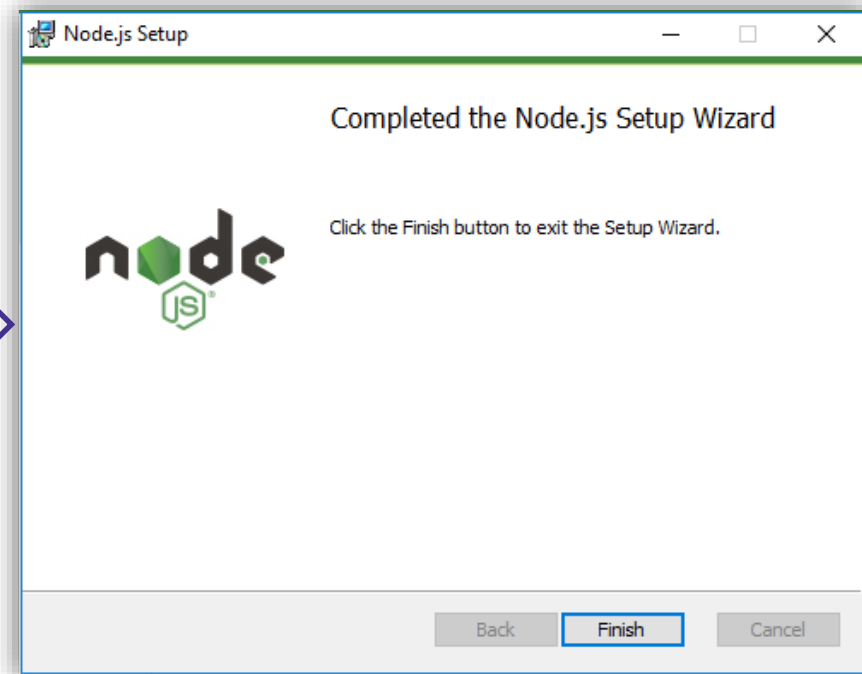 Node.js Setup
Completed the Node.js Setup Wizard
Click the Finish button to exit the Setup Wizard.
node
JS®
Back Finish Cancel